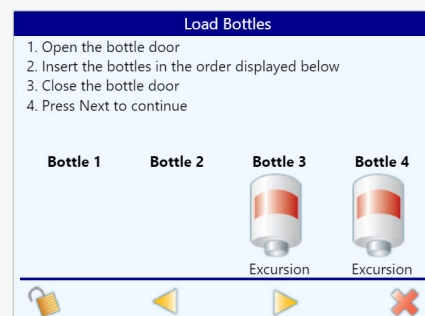 Load Bottles
1. Open the bottle door
2. Insert the bottles in the order displayed below
3. Close the bottle door
4. Press Next to continue
Bottle 1 Bottle 2 Bottle 3 Bottle 4
Excursion Excursion